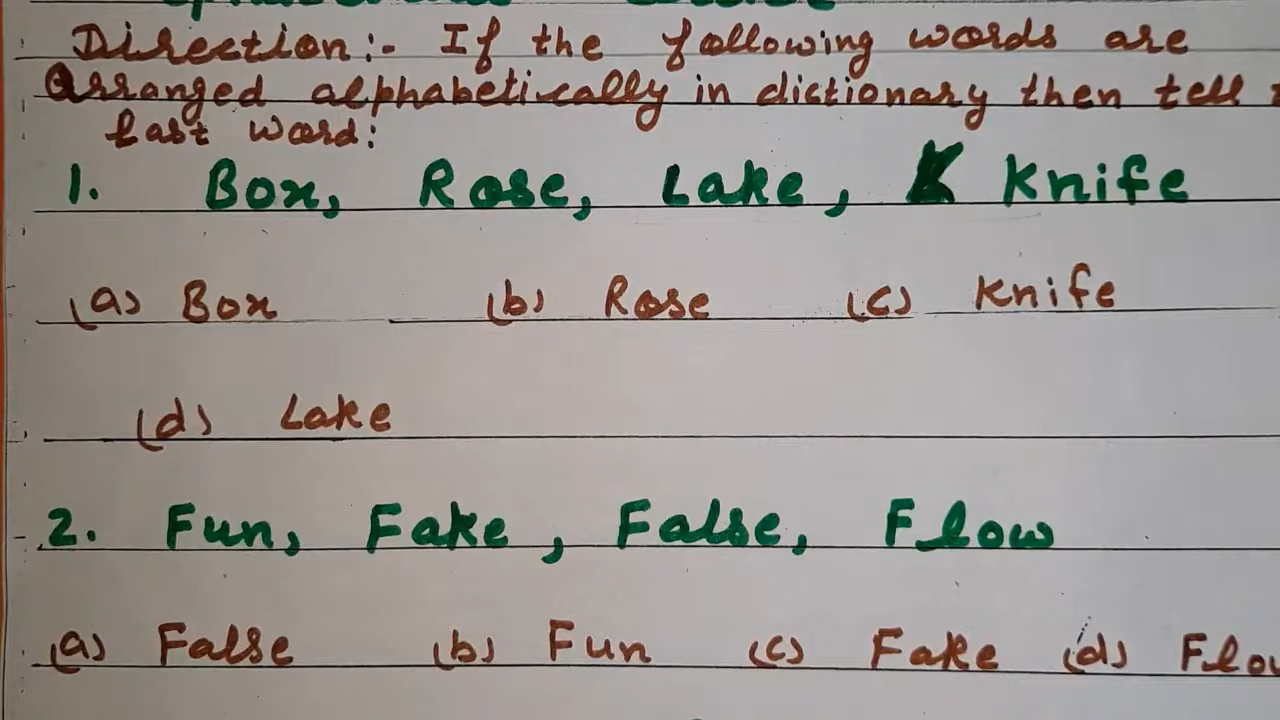 Direction:- If the following words are
arranged alphabetically in dictionary then tell
last word:
1. Box, Rose, Lake, Knife
(a) Box (b) Rose (c) Knife
(d) Lake
2. Fun, Fake, False, Flow
(a) False (b) Fun (c) Fake (d) Flow